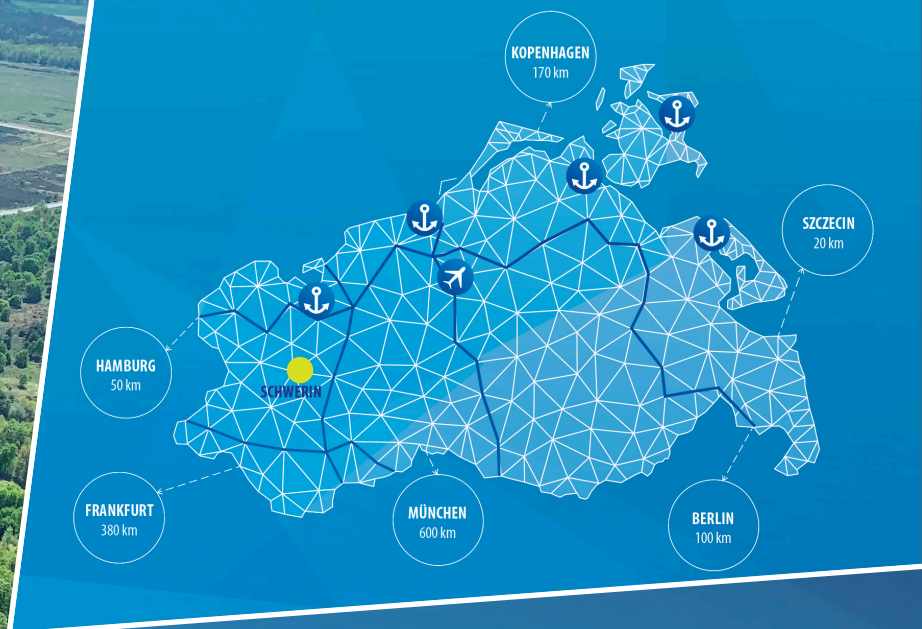 KOPENHAGEN
170 km
SZCZECIN
20 km
HAMBURG
50 km
SCHWERIN
FRANKFURT
380 km
MÜNCHEN
600 km
BERLIN
100 km